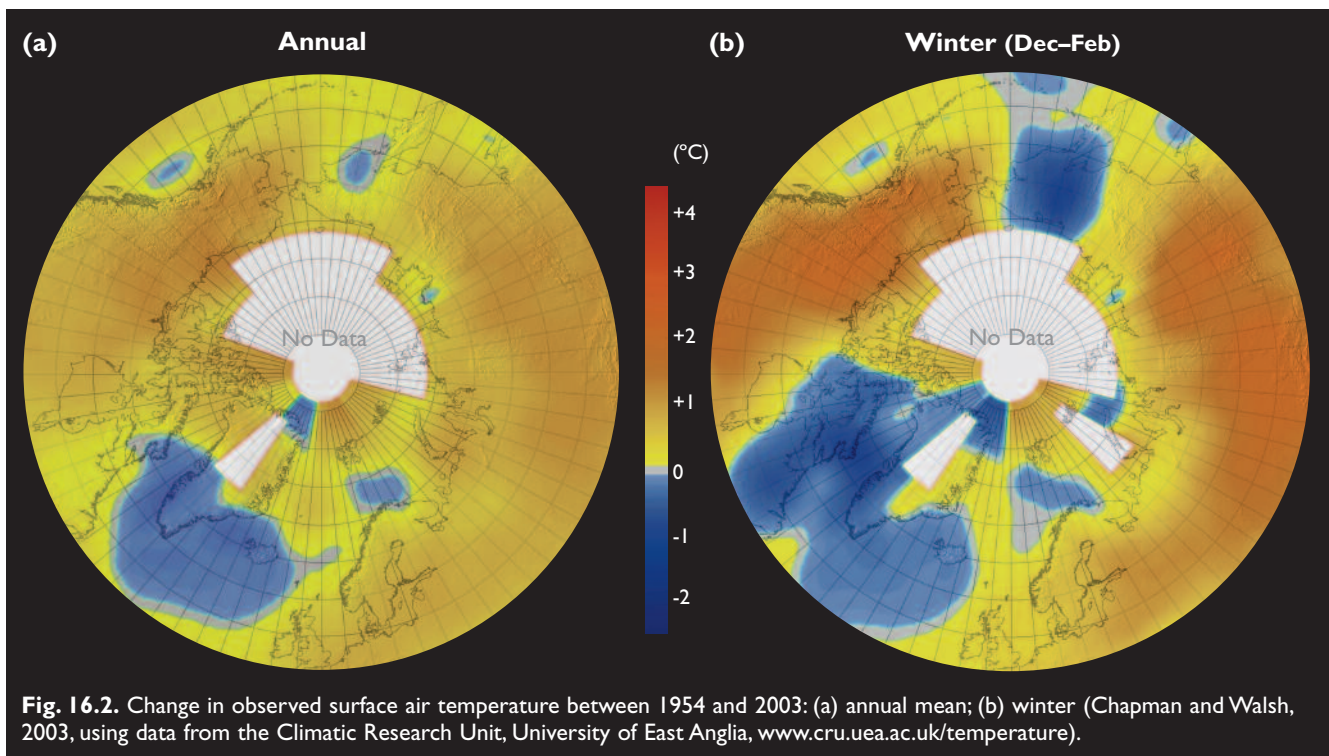 (a) Annual
(b) Winter (Dec–Feb)
(ºC)
+4
+3
+2
+1
0
-1
-2
No Data
No Data
Fig. 16.2. Change in observed surface air temperature between 1954 and 2003: (a) annual mean; (b) winter (Chapman and Walsh,
2003, using data from the Climatic Research Unit, University of East Anglia, www.cru.uea.ac.uk/temperature).